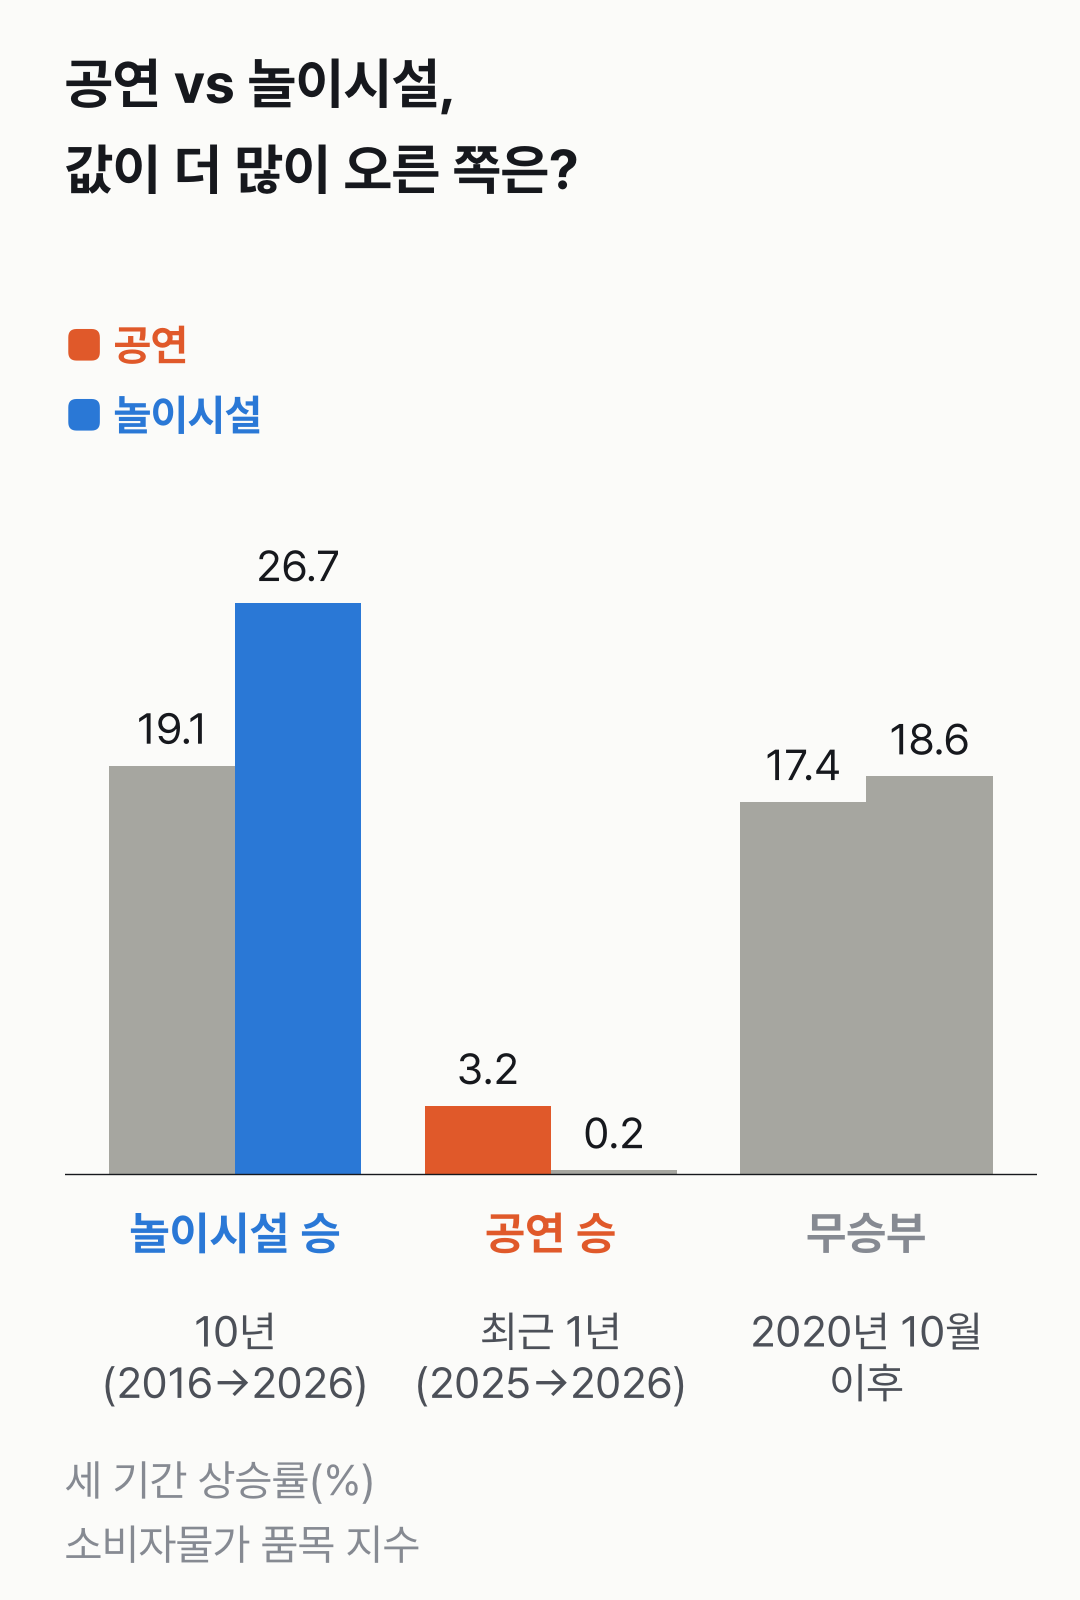 공연 vs 놀이시설,
값이 더 많이 오른 쪽은?
공연
놀이시설
26.7
19.1
18.6
17.4
3.2
0.2
놀이시설 승
공연 승
무승부
10년
(2016→2026)
최근 1년
(2025→2026)
2020년 10월
이후
세 기간 상승률(%)
소비자물가 품목 지수